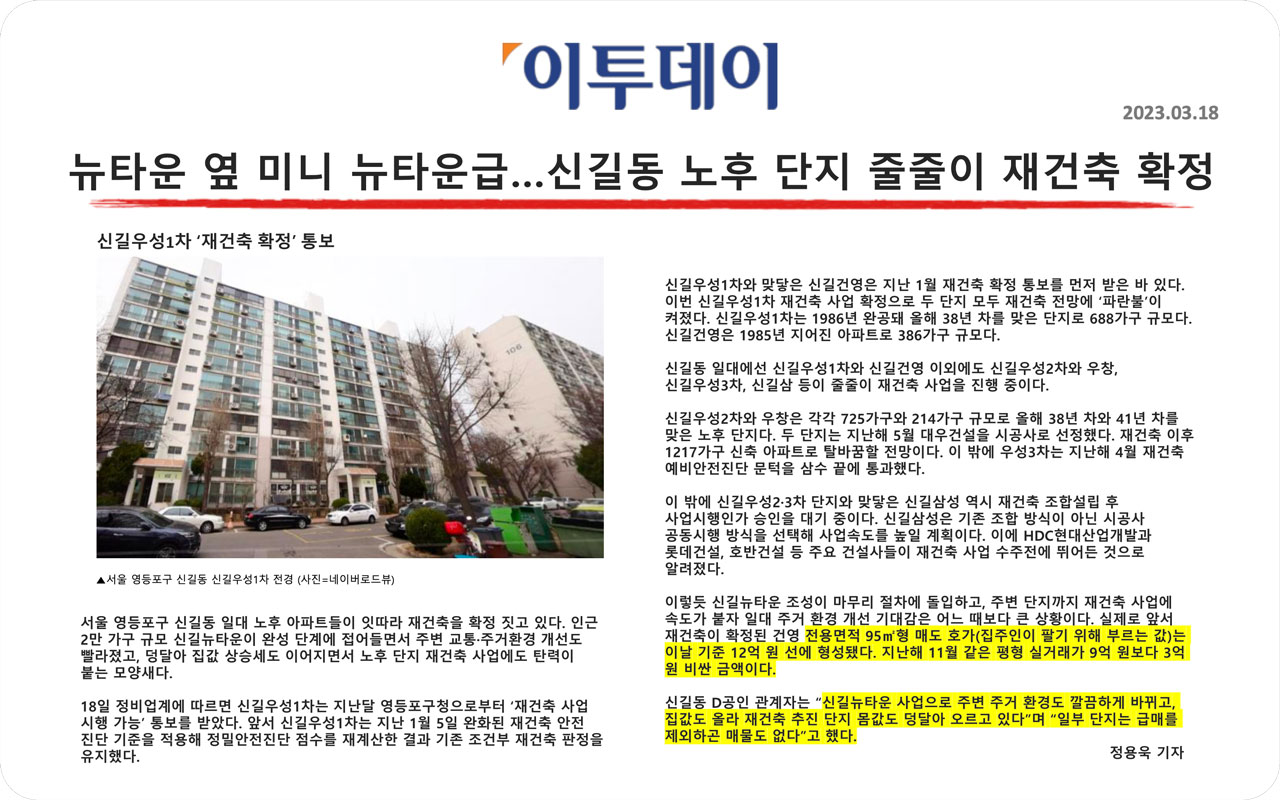 이투데이
2023.03.18
뉴타운 옆 미니 뉴타운급...신길동 노후 단지 줄줄이 재건축 확정
신길우성1차 ‘재건축 확정’ 통보
106
▲서울 영등포구 신길동 신길우성1차 전경 (사진=네이버로드뷰)
서울 영등포구 신길동 일대 노후 아파트들이 잇따라 재건축을 확정 짓고 있다. 인근
2만 가구 규모 신길뉴타운이 완성 단계에 접어들면서 주변 교통·주거환경 개선도
빨라졌고, 덩달아 집값 상승세도 이어지면서 노후 단지 재건축 사업에도 탄력이
붙는 모양새다.
18일 정비업계에 따르면 신길우성1차는 지난달 영등포구청으로부터 ‘재건축 사업
시행 가능’ 통보를 받았다. 앞서 신길우성1차는 지난 1월 5일 완화된 재건축 안전
진단 기준을 적용해 정밀안전진단 점수를 재계산한 결과 기존 조건부 재건축 판정을
유지했다.
신길우성1차와 맞닿은 신길건영은 지난 1월 재건축 확정 통보를 먼저 받은 바 있다.
이번 신길우성1차 재건축 사업 확정으로 두 단지 모두 재건축 전망에 ‘파란불’이
켜졌다. 신길우성1차는 1986년 완공돼 올해 38년 차를 맞은 단지로 688가구 규모다.
신길건영은 1985년 지어진 아파트로 386가구 규모다.
신길동 일대에선 신길우성1차와 신길건영 이외에도 신길우성2차와 우창,
신길우성3차, 신길삼 등이 줄줄이 재건축 사업을 진행 중이다.
신길우성2차와 우창은 각각 725가구와 214가구 규모로 올해 38년 차와 41년 차를
맞은 노후 단지다. 두 단지는 지난해 5월 대우건설을 시공사로 선정했다. 재건축 이후
1217가구 신축 아파트로 탈바꿈할 전망이다. 이 밖에 우성3차는 지난해 4월 재건축
예비안전진단 문턱을 삼수 끝에 통과했다.
이 밖에 신길우성2·3차 단지와 맞닿은 신길삼성 역시 재건축 조합설립 후
사업시행인가 승인을 대기 중이다. 신길삼성은 기존 조합 방식이 아닌 시공사
공동시행 방식을 선택해 사업속도를 높일 계획이다. 이에 HDC현대산업개발과
롯데건설, 호반건설 등 주요 건설사들이 재건축 사업 수주전에 뛰어든 것으로
알려졌다.
이렇듯 신길뉴타운 조성이 마무리 절차에 돌입하고, 주변 단지까지 재건축 사업에
속도가 붙자 일대 주거 환경 개선 기대감은 어느 때보다 큰 상황이다. 실제로 앞서
재건축이 확정된 건영 전용면적 95㎡형 매도 호가(집주인이 팔기 위해 부르는 값)는
이날 기준 12억 원 선에 형성됐다. 지난해 11월 같은 평형 실거래가 9억 원보다 3억
원 비싼 금액이다.
신길동 D공인 관계자는 “신길뉴타운 사업으로 주변 주거 환경도 깔끔하게 바뀌고,
집값도 올라 재건축 추진 단지 몸값도 덩달아 오르고 있다”며 “일부 단지는 급매를
제외하곤 매물도 없다”고 했다.
정용욱 기자